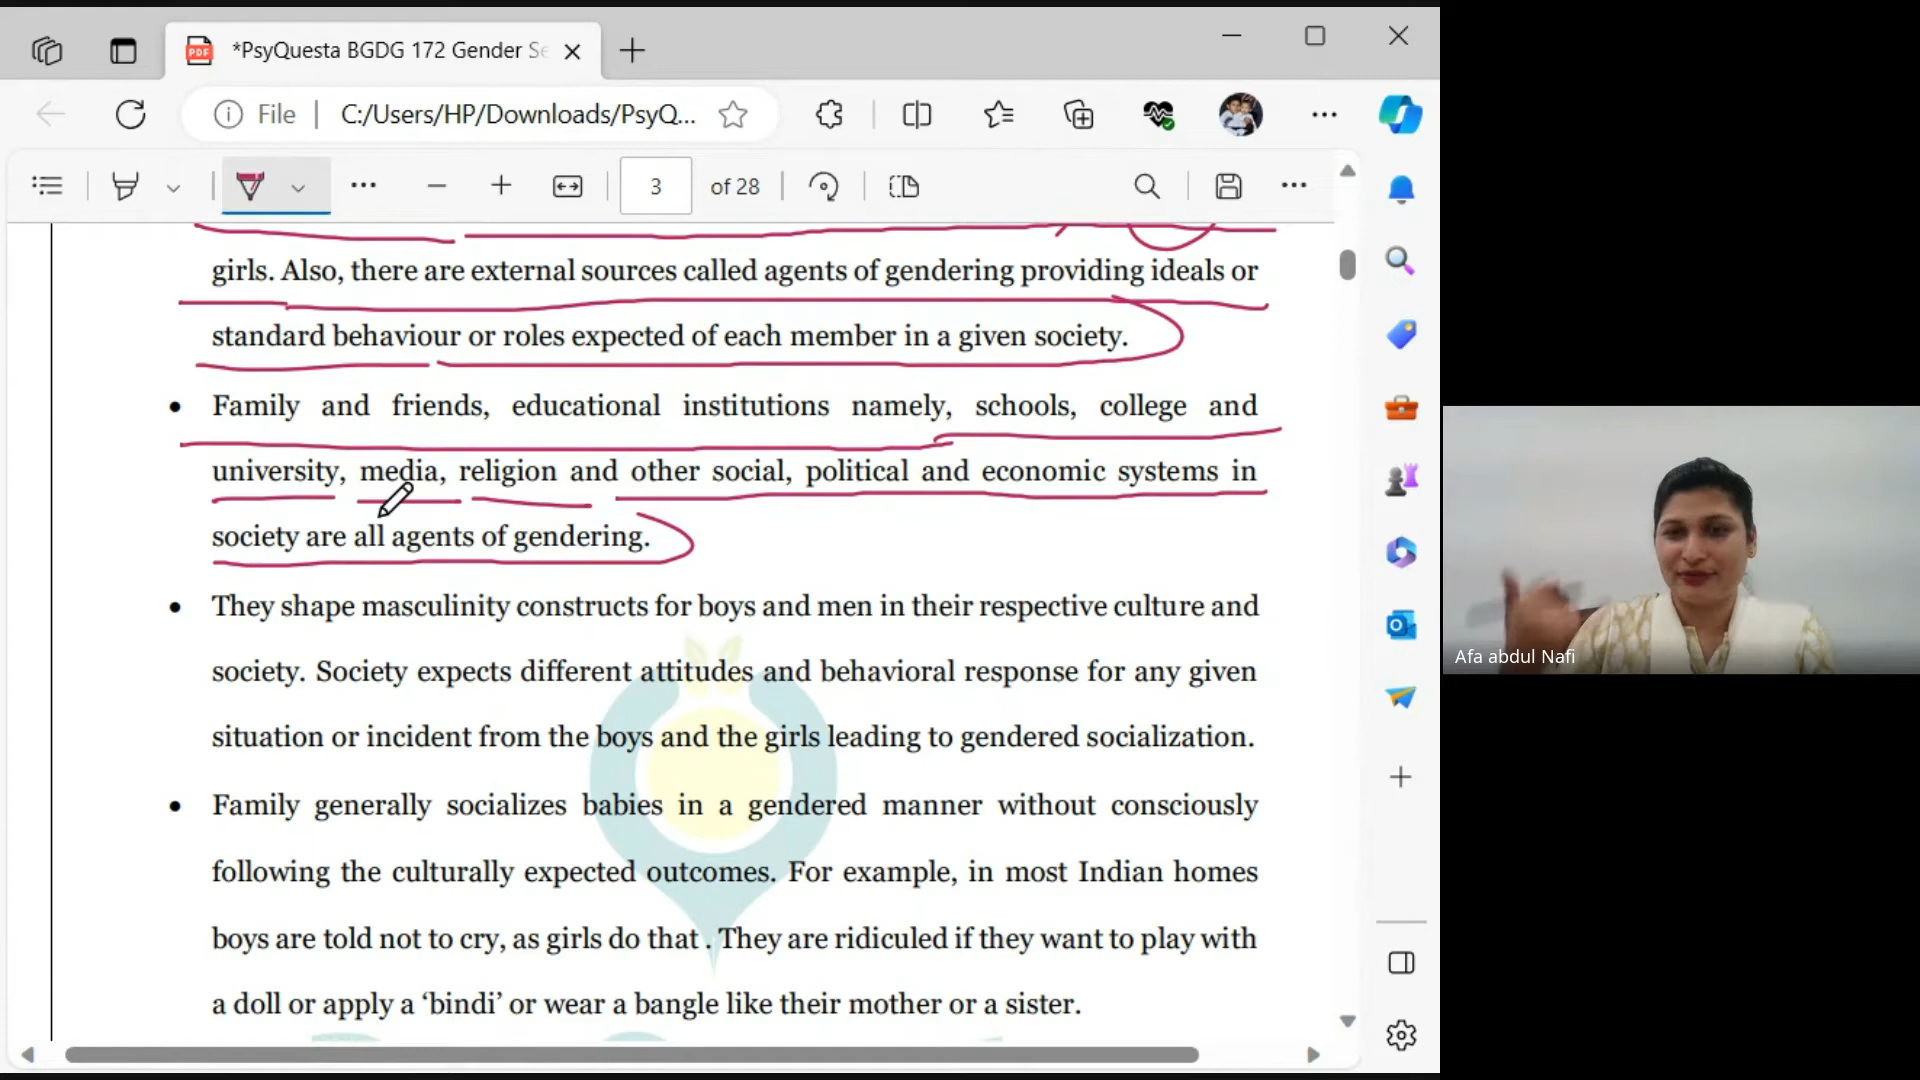 *PsyQuesta BGDG 172 Gender Se
File
C:/Users/HP/Downloads/PsyQ...
3 of 28
girls. Also, there are external sources called agents of gendering providing ideals or
standard behaviour or roles expected of each member in a given society.
• Family and friends, educational institutions namely, schools, college and
university, media, religion and other social, political and economic systems in
society are all agents of gendering.
• They shape masculinity constructs for boys and men in their respective culture and
society. Society expects different attitudes and behavioral response for any given
situation or incident from the boys and the girls leading to gendered socialization.
• Family generally socializes babies in a gendered manner without consciously
following the culturally expected outcomes. For example, in most Indian homes
boys are told not to cry, as girls do that . They are ridiculed if they want to play with
a doll or apply a ‘bindi’ or wear a bangle like their mother or a sister.
Afa abdul Nafi